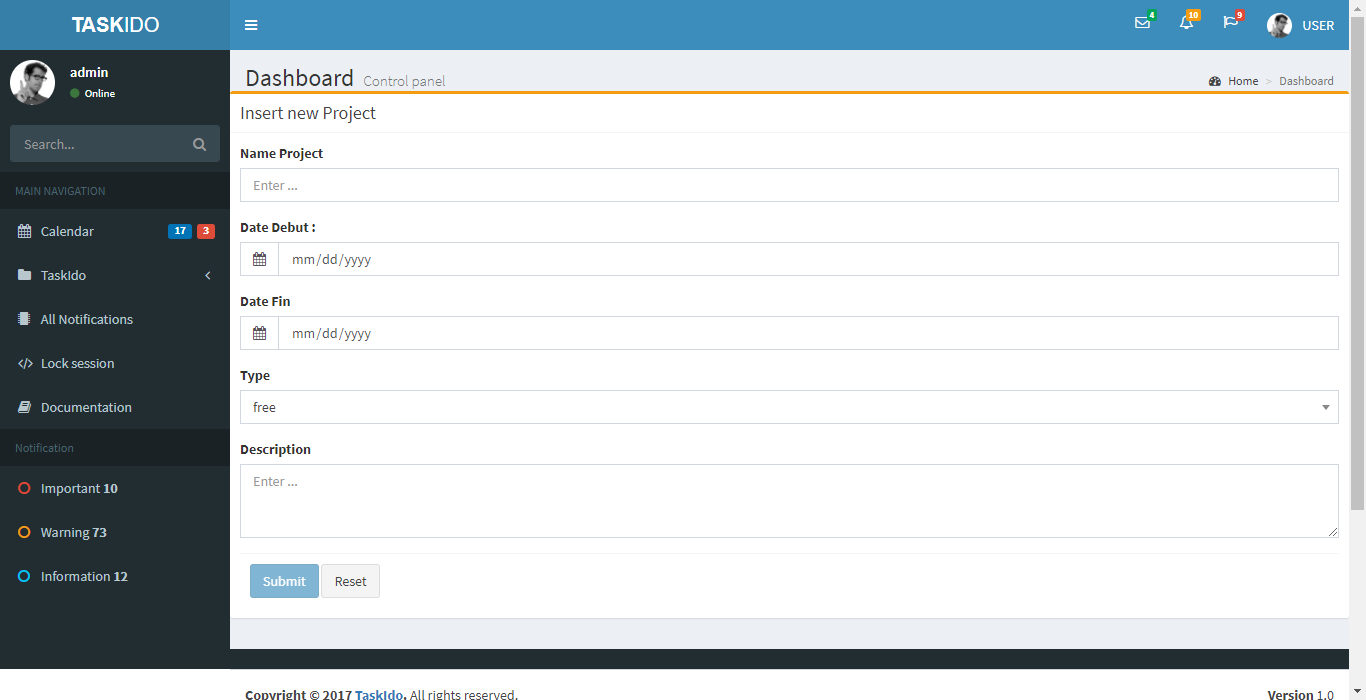 TASKIDO
4
10
9
USER
admin
Online
Search...
MAIN NAVIGATION
Calendar 17 3
TaskIdo
All Notifications
Lock session
Documentation
Notification
Important 10
Warning 73
Information 12
Dashboard Control panel
Home > Dashboard
Insert new Project
Name Project
Enter ...
Date Debut :
mm/dd/yyyy
Date Fin
mm/dd/yyyy
Type
free
Description
Enter ...
Submit Reset
Copyright © 2017 TaskIdo. All rights reserved.
Version 1.0